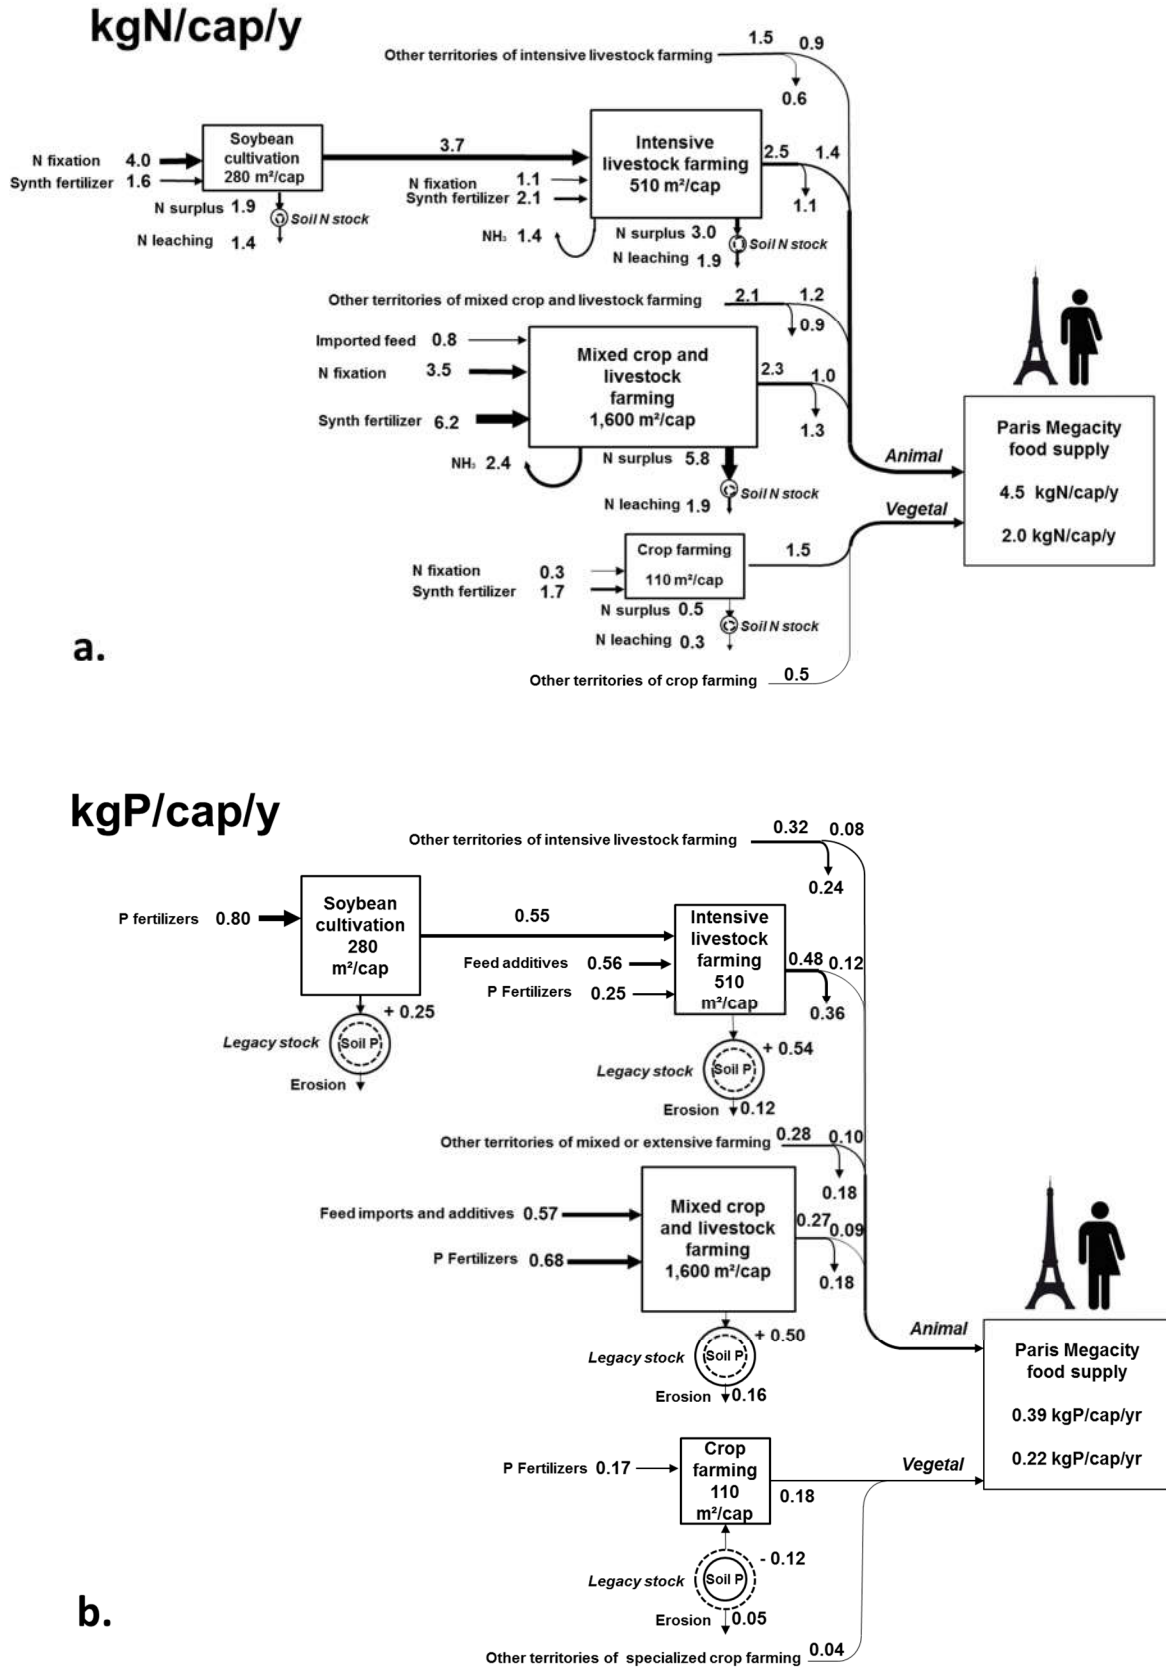 kgN/cap/y
Other territories of intensive livestock farming
1.5
0.9
0.6
N fixation 4.0
Synth fertilizer 1.6
Soybean
cultivation
280 m²/cap
3.7
N surplus 1.9
Soil N stock
N leaching 1.4
N fixation 1.1
Synth fertilizer 2.1
Intensive
livestock farming
510 m²/cap
2.5
1.4
1.1
NH₃ 1.4
N surplus 3.0
Soil N stock
N leaching 1.9
Other territories of mixed crop and livestock farming
2.1
1.2
0.9
Imported feed 0.8
N fixation 3.5
Synth fertilizer 6.2
Mixed crop and
livestock
farming
1,600 m²/cap
2.3
1.0
1.3
NH₃ 2.4
N surplus 5.8
Soil N stock
N leaching 1.9
Animal
Vegetal
Paris Megacity
food supply
4.5 kgN/cap/y
2.0 kgN/cap/y
N fixation 0.3
Synth fertilizer 1.7
Crop farming
110 m²/cap
1.5
N surplus 0.5
Soil N stock
N leaching 0.3
Other territories of crop farming
0.5
a.
kgP/cap/y
Other territories of intensive livestock farming
0.32
0.08
0.24
P fertilizers 0.80
Soybean
cultivation
280
m²/cap
0.55
+ 0.25
Legacy stock
Soil P
Erosion
Feed additives 0.56
P Fertilizers 0.25
Intensive
livestock
farming
510
m²/cap
0.48
0.12
0.36
+ 0.54
Legacy stock
Soil P
Erosion 0.12
Other territories of mixed or extensive farming
0.28
0.10
0.18
Feed imports and additives 0.57
P Fertilizers 0.68
Mixed crop
and livestock
farming
1,600 m²/cap
0.27
0.09
0.18
+ 0.50
Legacy stock
Soil P
Erosion 0.16
Animal
Vegetal
Paris Megacity
food supply
0.39 kgP/cap/yr
0.22 kgP/cap/yr
P Fertilizers 0.17
Crop
farming
110
m²/cap
0.18
- 0.12
Legacy stock
Soil P
Erosion 0.05
Other territories of specialized crop farming
0.04
b.